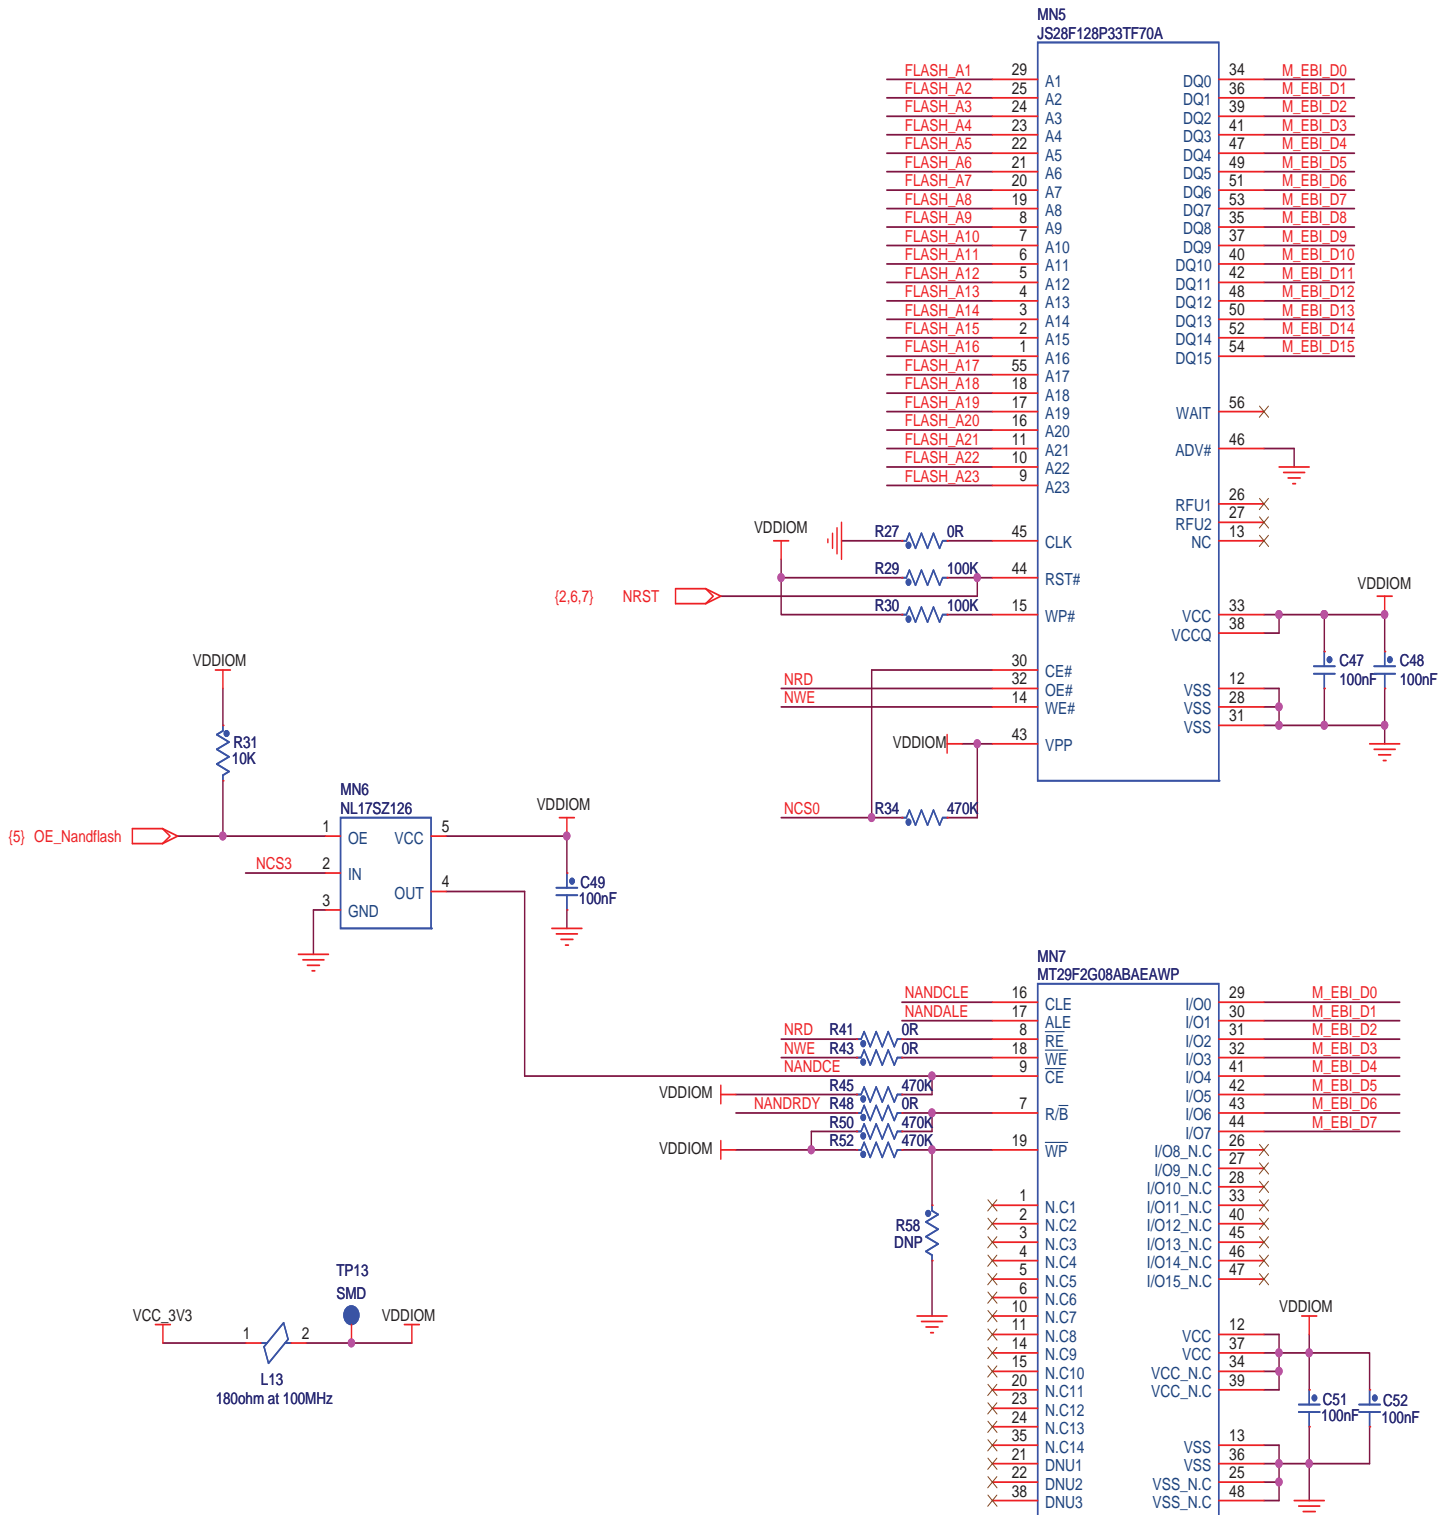 MN5
JS28F128P33TF70A
FLASH_A1 29 A1 DQ0 34 M_EBI_D0
FLASH_A2 25 A2 DQ1 36 M_EBI_D1
FLASH_A3 24 A3 DQ2 39 M_EBI_D2
FLASH_A4 23 A4 DQ3 41 M_EBI_D3
FLASH_A5 22 A5 DQ4 47 M_EBI_D4
FLASH_A6 21 A6 DQ5 49 M_EBI_D5
FLASH_A7 20 A7 DQ6 51 M_EBI_D6
FLASH_A8 19 A8 DQ7 53 M_EBI_D7
FLASH_A9 8 A9 DQ8 35 M_EBI_D8
FLASH_A10 7 A10 DQ9 37 M_EBI_D9
FLASH_A11 6 A11 DQ10 40 M_EBI_D10
FLASH_A12 5 A12 DQ11 42 M_EBI_D11
FLASH_A13 4 A13 DQ12 48 M_EBI_D12
FLASH_A14 3 A14 DQ13 50 M_EBI_D13
FLASH_A15 2 A15 DQ14 52 M_EBI_D14
FLASH_A16 1 A16 DQ15 54 M_EBI_D15
FLASH_A17 55 A17
FLASH_A18 18 A18
FLASH_A19 17 A19 WAIT 56
FLASH_A20 16 A20
FLASH_A21 11 A21 ADV# 46
FLASH_A22 10 A22
FLASH_A23 9 A23
RFU1 26
RFU2 27
VDDIOM R27 0R 45 CLK NC 13
R29 100K 44 RST#
{2,6,7} NRST
R30 100K 15 WP# VCC 33 VDDIOM
VCCQ 38
30 CE# C47 100nF C48 100nF
NRD 32 OE# VSS 12
NWE 14 WE# VSS 28
VSS 31
VDDIOM 43 VPP
NCS0 R34 470K
VDDIOM
R31
10K
MN6
NL17SZ126
VDDIOM
{5} OE_Nandflash 1 OE VCC 5
NCS3 2 IN
OUT 4
3 GND
C49
100nF
MN7
MT29F2G08ABAEAWP
NANDCLE 16 CLE I/O0 29 M_EBI_D0
NANDALE 17 ALE I/O1 30 M_EBI_D1
NRD R41 0R 8 RE I/O2 31 M_EBI_D2
NWE R43 0R 18 WE I/O3 32 M_EBI_D3
NANDCE 9 CE I/O4 41 M_EBI_D4
VDDIOM R45 470K I/O5 42 M_EBI_D5
NANDRDY R48 0R 7 R/B I/O6 43 M_EBI_D6
R50 470K I/O7 44 M_EBI_D7
VDDIOM R52 470K 19 WP I/O8_N.C 26
I/O9_N.C 27
I/O10_N.C 28
1 N.C1 I/O11_N.C 33
2 N.C2 I/O12_N.C 40
3 N.C3 I/O13_N.C 45
4 N.C4 I/O14_N.C 46
5 N.C5 I/O15_N.C 47
R58
DNP
6 N.C6
10 N.C7 VDDIOM
11 N.C8 VCC 12
14 N.C9 VCC 37
15 N.C10 VCC_N.C 34
20 N.C11 VCC_N.C 39
23 N.C12 C51 100nF C52 100nF
24 N.C13
35 N.C14 VSS 13
21 DNU1 VSS 36
22 DNU2 VSS_N.C 25
38 DNU3 VSS_N.C 48
TP13
SMD
VCC_3V3 1 2 VDDIOM
L13
180ohm at 100MHz